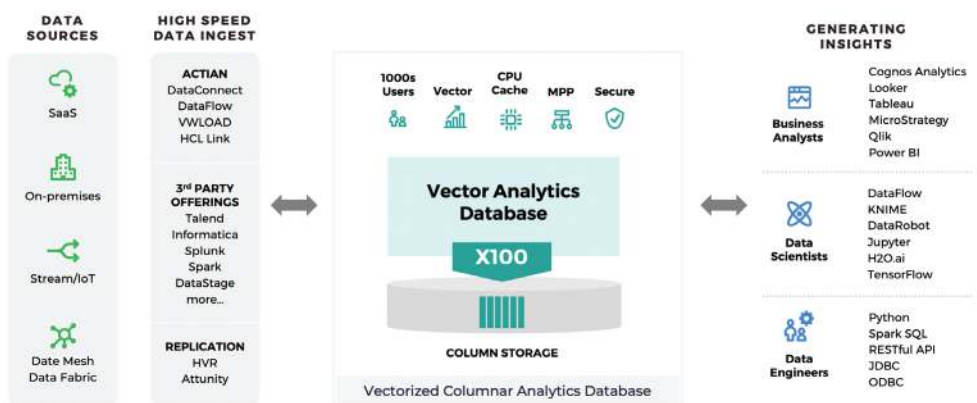 DATA
SOURCES
SaaS
On-premises
Stream/IoT
Date Mesh
Data Fabric
HIGH SPEED
DATA INGEST
ACTIAN
DataConnect
DataFlow
VWLOAD
HCL Link
3rd PARTY
OFFERINGS
Talend
Informatica
Splunk
Spark
DataStage
more...
REPLICATION
HVR
Attunity
1000s
Users
Vector
CPU
Cache
MPP
Secure
Vector Analytics
Database
X100
COLUMN STORAGE
Vectorized Columnar Analytics Database
GENERATING
INSIGHTS
Business
Analysts
Cognos Analytics
Looker
Tableau
MicroStrategy
Qlik
Power BI
Data
Scientists
DataFlow
KNIME
DataRobot
Jupyter
H2O.ai
TensorFlow
Data
Engineers
Python
Spark SQL
RESTful API
JDBC
ODBC